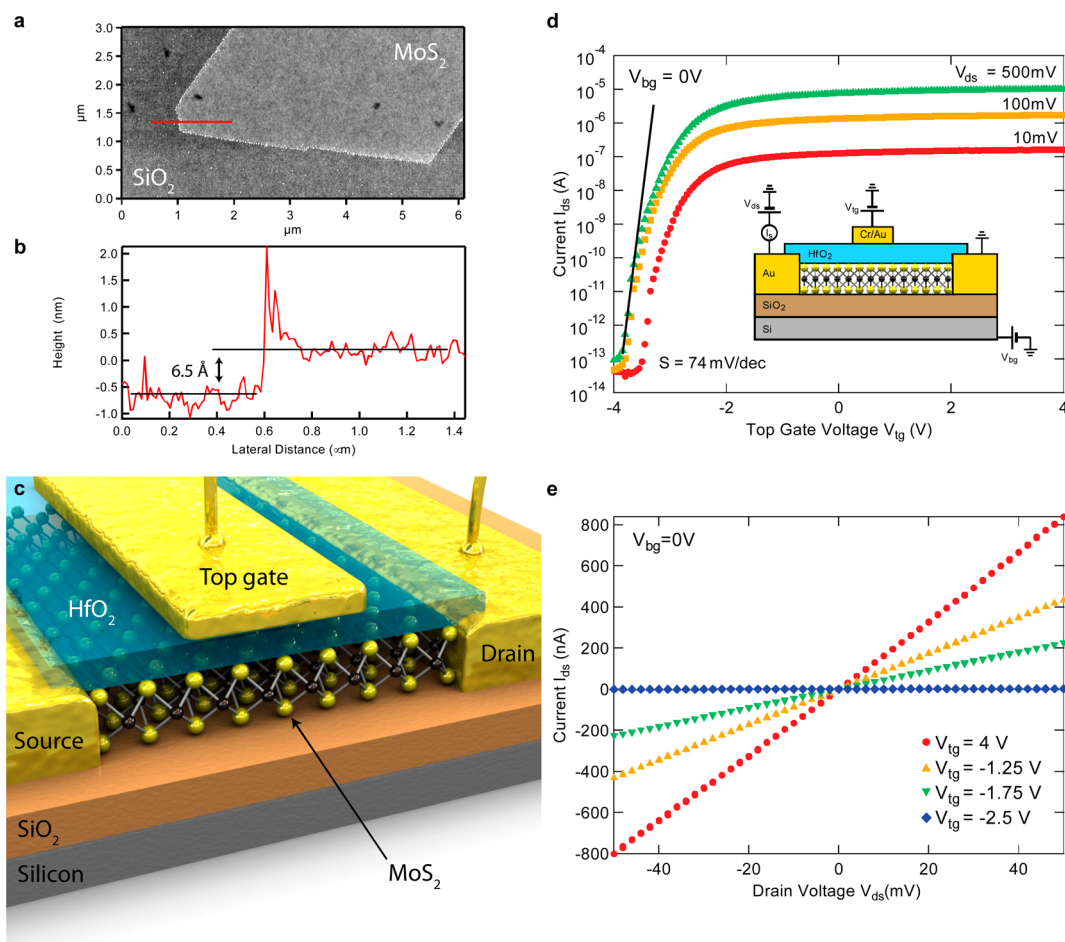 a
3.0
2.5
2.0
1.5
1.0
0.5
0.0
μm
MoS2
SiO2
0
1
2
3
4
5
6
μm
b
2.0
1.5
1.0
0.5
0.0
-0.5
-1.0
Height (nm)
6.5 Å
0.0
0.2
0.4
0.6
0.8
1.0
1.2
1.4
Lateral Distance (∝m)
c
Top gate
HfO2
Drain
Source
SiO2
Silicon
MoS2
d
10-4
10-5
10-6
10-7
10-8
10-9
10-10
10-11
10-12
10-13
10-14
Current Ids (A)
Vbg = 0V
Vds = 500mV
100mV
10mV
Vds
Is
Vtg
Cr/Au
HfO2
Au
SiO2
Si
Vbg
S = 74 mV/dec
-4
-2
0
2
4
Top Gate Voltage Vtg (V)
e
800
600
400
200
0
-200
-400
-600
-800
Current Ids (nA)
Vbg=0V
Vtg = 4 V
Vtg = -1.25 V
Vtg = -1.75 V
Vtg = -2.5 V
-40
-20
0
20
40
Drain Voltage Vds(mV)